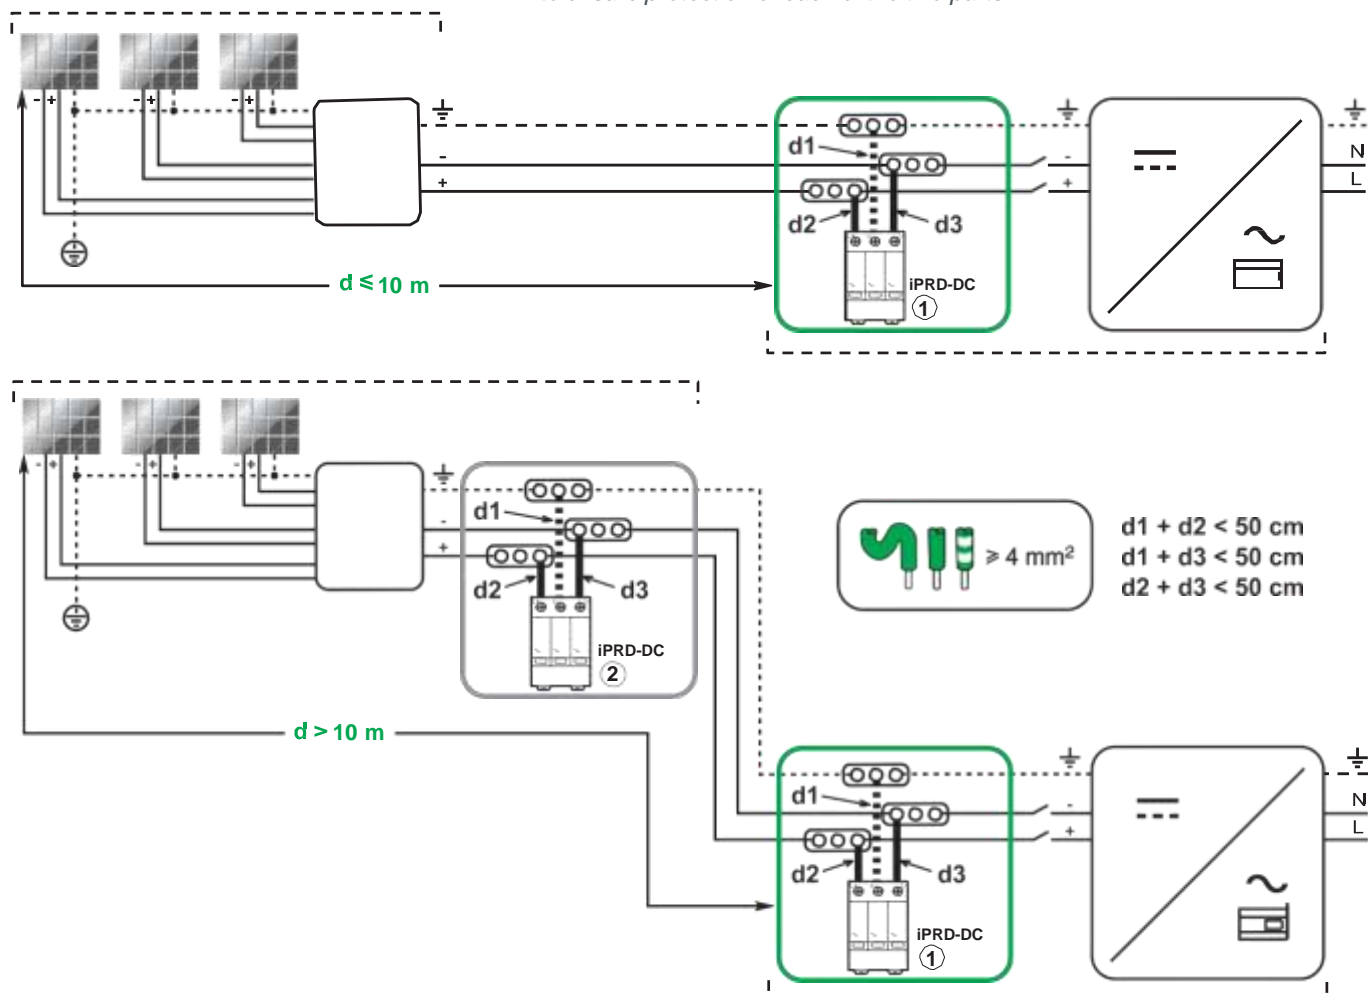 - + - + - +
-
+
d1
d2
d3
d ≤ 10 m
iPRD-DC
1
-
+
N
L
- + - + - +
-
+
d1
d2
d3
iPRD-DC
2
≥ 4 mm²
d1 + d2 < 50 cm
d1 + d3 < 50 cm
d2 + d3 < 50 cm
d > 10 m
d1
d2
d3
iPRD-DC
1
-
+
N
L